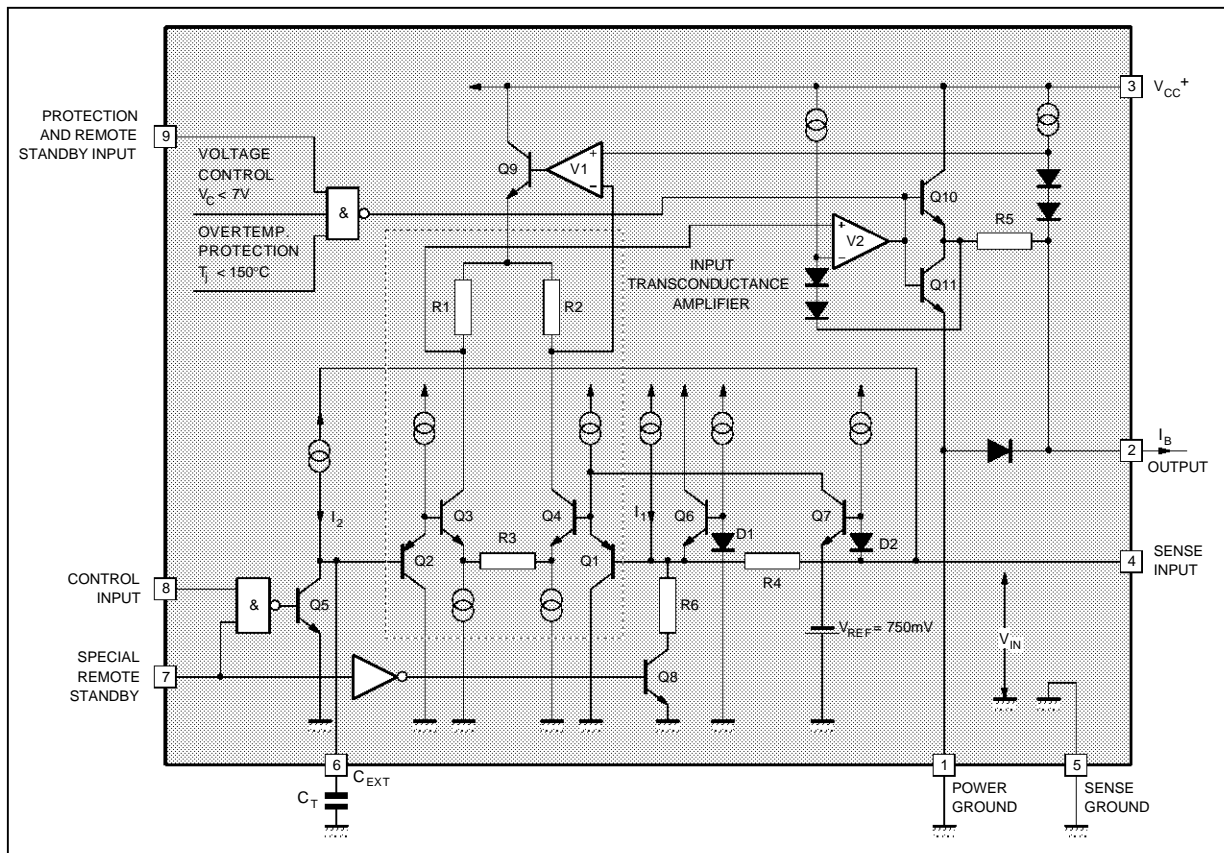 3
V_CC+
PROTECTION
AND REMOTE
STANDBY INPUT
9
VOLTAGE
CONTROL
V_C < 7V
OVERTEMP.
PROTECTION
T_j < 150°C
&
Q9
V1
+
-
Q10
V2
+
-
R5
Q11
INPUT
TRANSCONDUCTANCE
AMPLIFIER
R1
R2
2
I_B
OUTPUT
I_2
Q3
Q4
I_1
Q6
Q7
D1
D2
Q2
R3
Q1
R4
4
SENSE
INPUT
CONTROL
INPUT
8
&
Q5
R6
V_REF = 750mV
V_IN
SPECIAL
REMOTE
STANDBY
7
Q8
6
C_EXT
C_T
1
POWER
GROUND
5
SENSE
GROUND